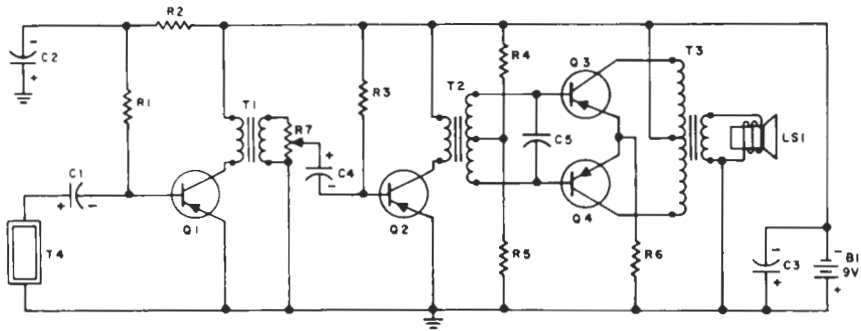 R2
C2
-
+
R1
T1
R7
R3
+
C4
-
T2
R4
Q3
T3
LS1
C5
C1
+ -
Q1
Q2
Q4
T4
R5
R6
-
C3
+
-
B1
9V
+